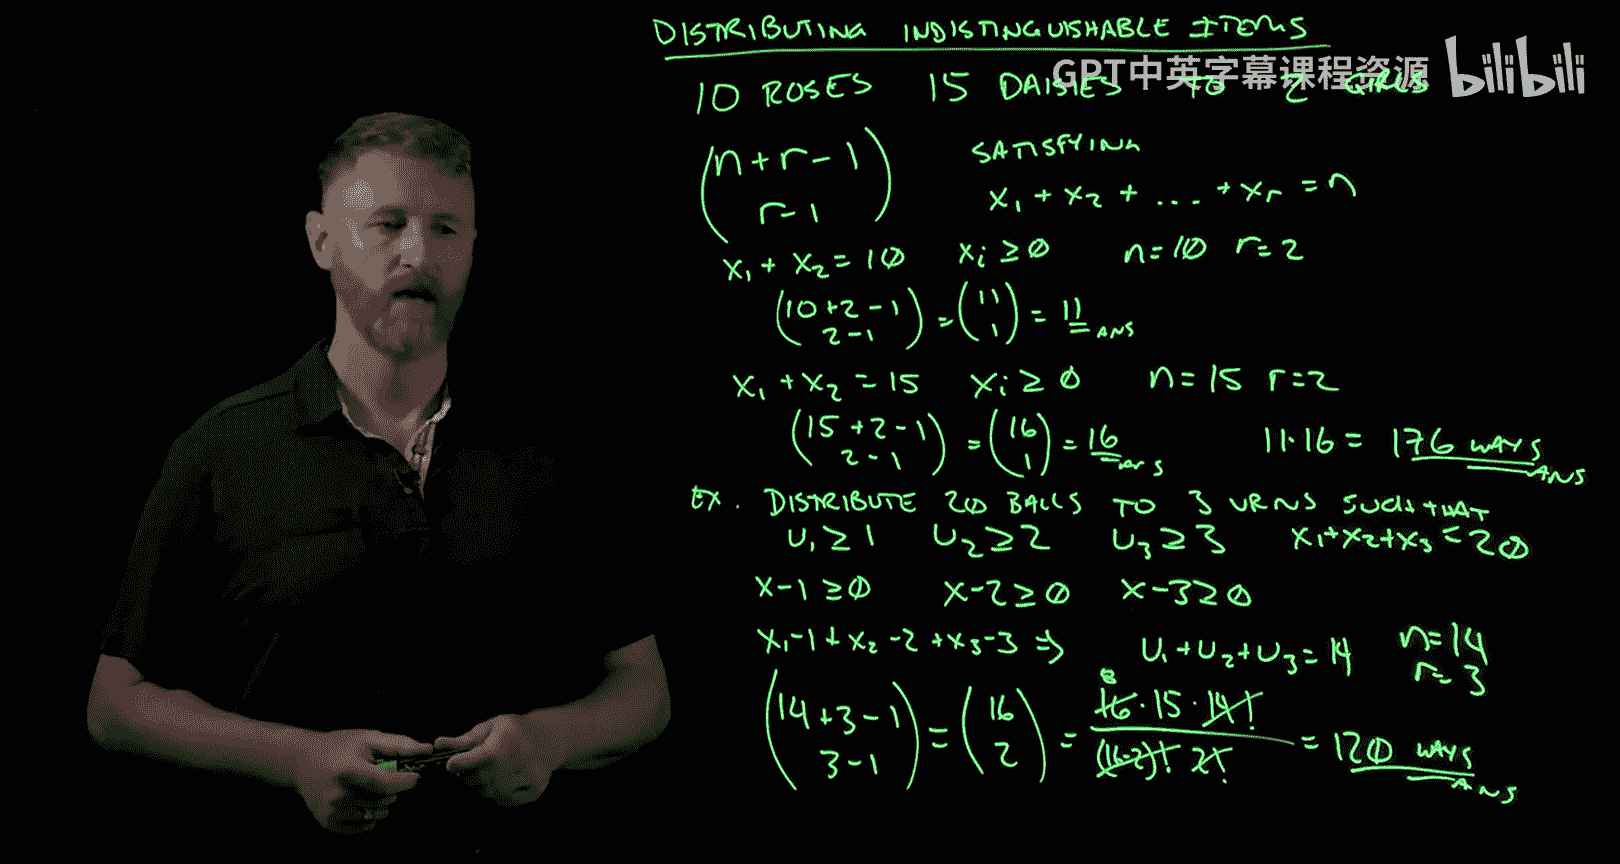 DISTRIBUTING INDISTINGUISHABLE ITEMS
GPT中英字幕课程资源 bilibili
10 ROSES 15 DAISIES TO 2 GIRLS
(n+r-1 r-1) SATISFYING
x₁ + x₂ + ... + xᵣ = n
x₁ + x₂ = 10 xᵢ ≥ 0 n=10 r=2
(10+2-1 2-1) = (11 1) = 11 ANS
x₁ + x₂ = 15 xᵢ ≥ 0 n=15 r=2
(15+2-1 2-1) = (16 1) = 16 ANS 11·16 = 176 WAYS ANS
EX. DISTRIBUTE 20 BALLS TO 3 URNS SUCH THAT
U₁≥1 U₂≥2 U₃≥3 x₁+x₂+x₃=20
x-1≥0 x-2≥0 x-3≥0
x₁-1+x₂-2+x₃-3 ⇒ U₁+U₂+U₃=14 n=14
r=3
(14+3-1 3-1) = (16 2) = 8 16·15·14! / (16-2)! 2! = 120 WAYS ANS